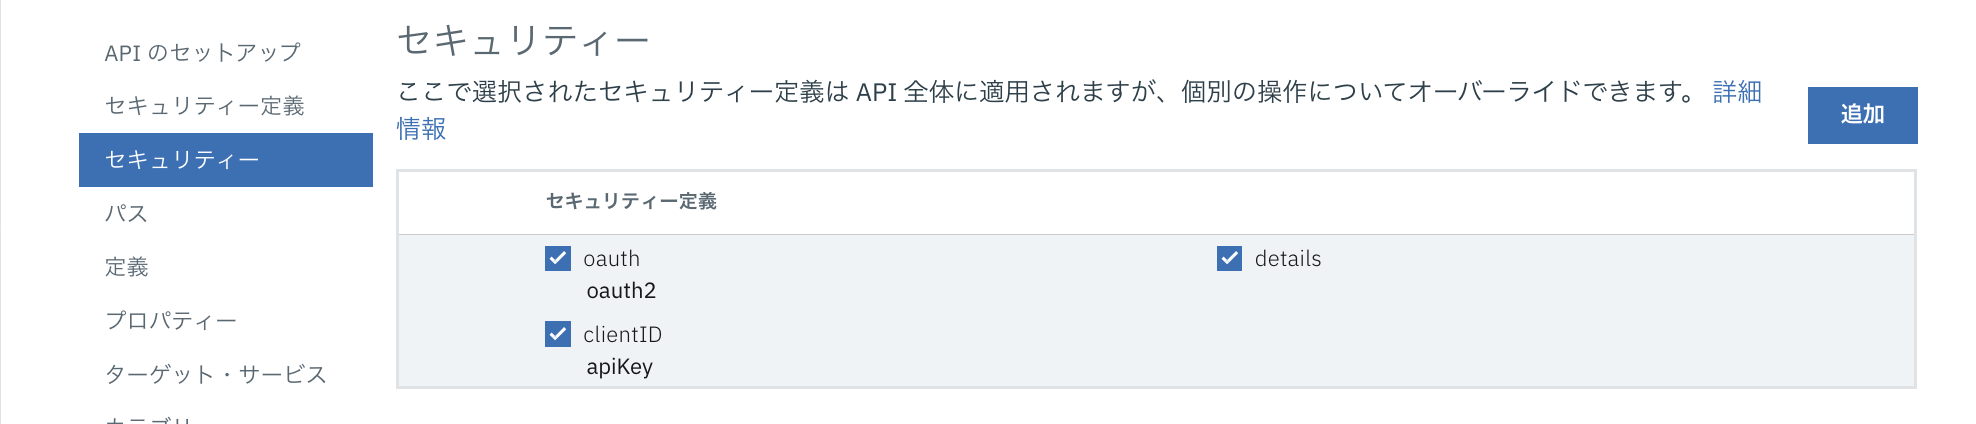 API のセットアップ
セキュリティー定義
セキュリティー
パス
定義
プロパティー
ターゲット・サービス
セキュリティー
ここで選択されたセキュリティー定義は API 全体に適用されますが、個別の操作についてオーバーライドできます。 詳細
情報
追加
セキュリティー定義
oauth
oauth2
details
clientID
apiKey